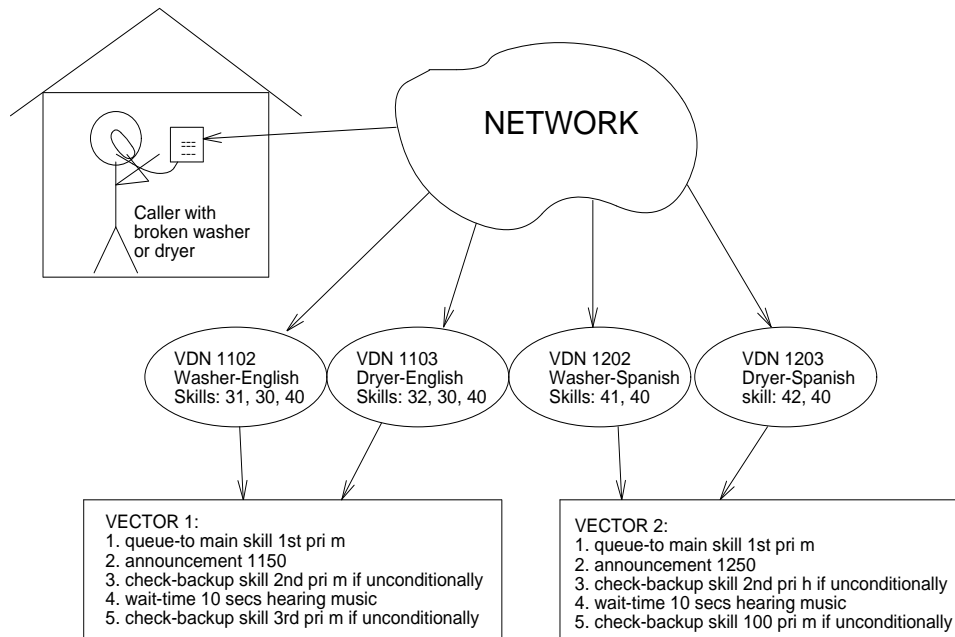 NETWORK
Caller with
broken washer
or dryer
VDN 1102
Washer-English
Skills: 31, 30, 40
VDN 1103
Dryer-English
Skills: 32, 30, 40
VDN 1202
Washer-Spanish
Skills: 41, 40
VDN 1203
Dryer-Spanish
skill: 42, 40
VECTOR 1:
1. queue-to main skill 1st pri m
2. announcement 1150
3. check-backup skill 2nd pri m if unconditionally
4. wait-time 10 secs hearing music
5. check-backup skill 3rd pri m if unconditionally
VECTOR 2:
1. queue-to main skill 1st pri m
2. announcement 1250
3. check-backup skill 2nd pri h if unconditionally
4. wait-time 10 secs hearing music
5. check-backup skill 100 pri m if unconditionally